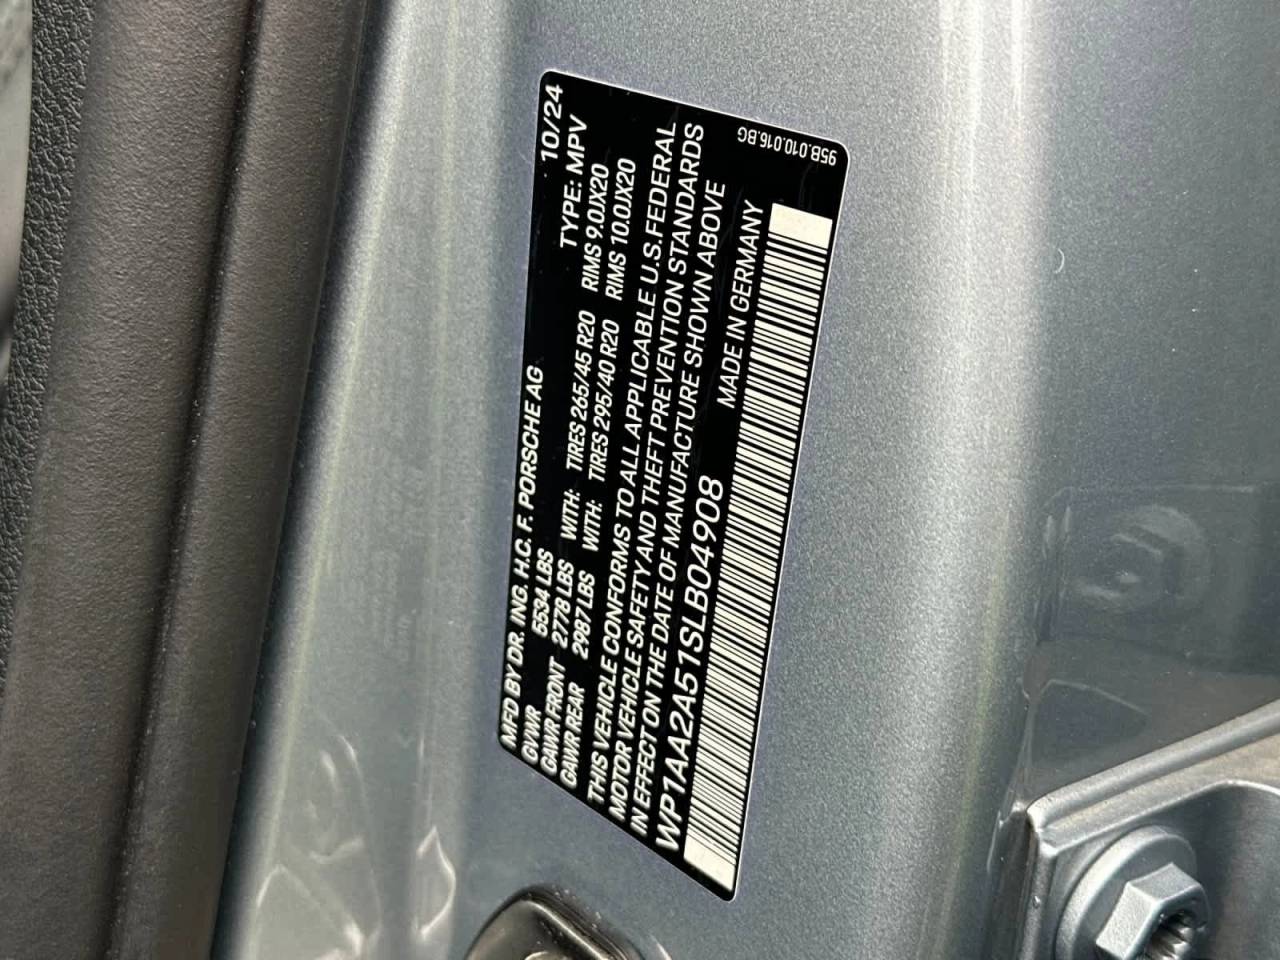 MFD BY DR. ING. H.C. F. PORSCHE AG 10/24
GVWR 5534 LBS TYPE: MPV
GAWR FRONT 2778 LBS WITH: TIRES 265/45 R20 RIMS 9.0JX20
GAWR REAR 2987 LBS WITH: TIRES 295/40 R20 RIMS 10.0JX20
THIS VEHICLE CONFORMS TO ALL APPLICABLE U.S.FEDERAL
MOTOR VEHICLE SAFETY AND THEFT PREVENTION STANDARDS
IN EFFECT ON THE DATE OF MANUFACTURE SHOWN ABOVE
WP1AA2A51SLB04908 MADE IN GERMANY
95B.010.016.BG